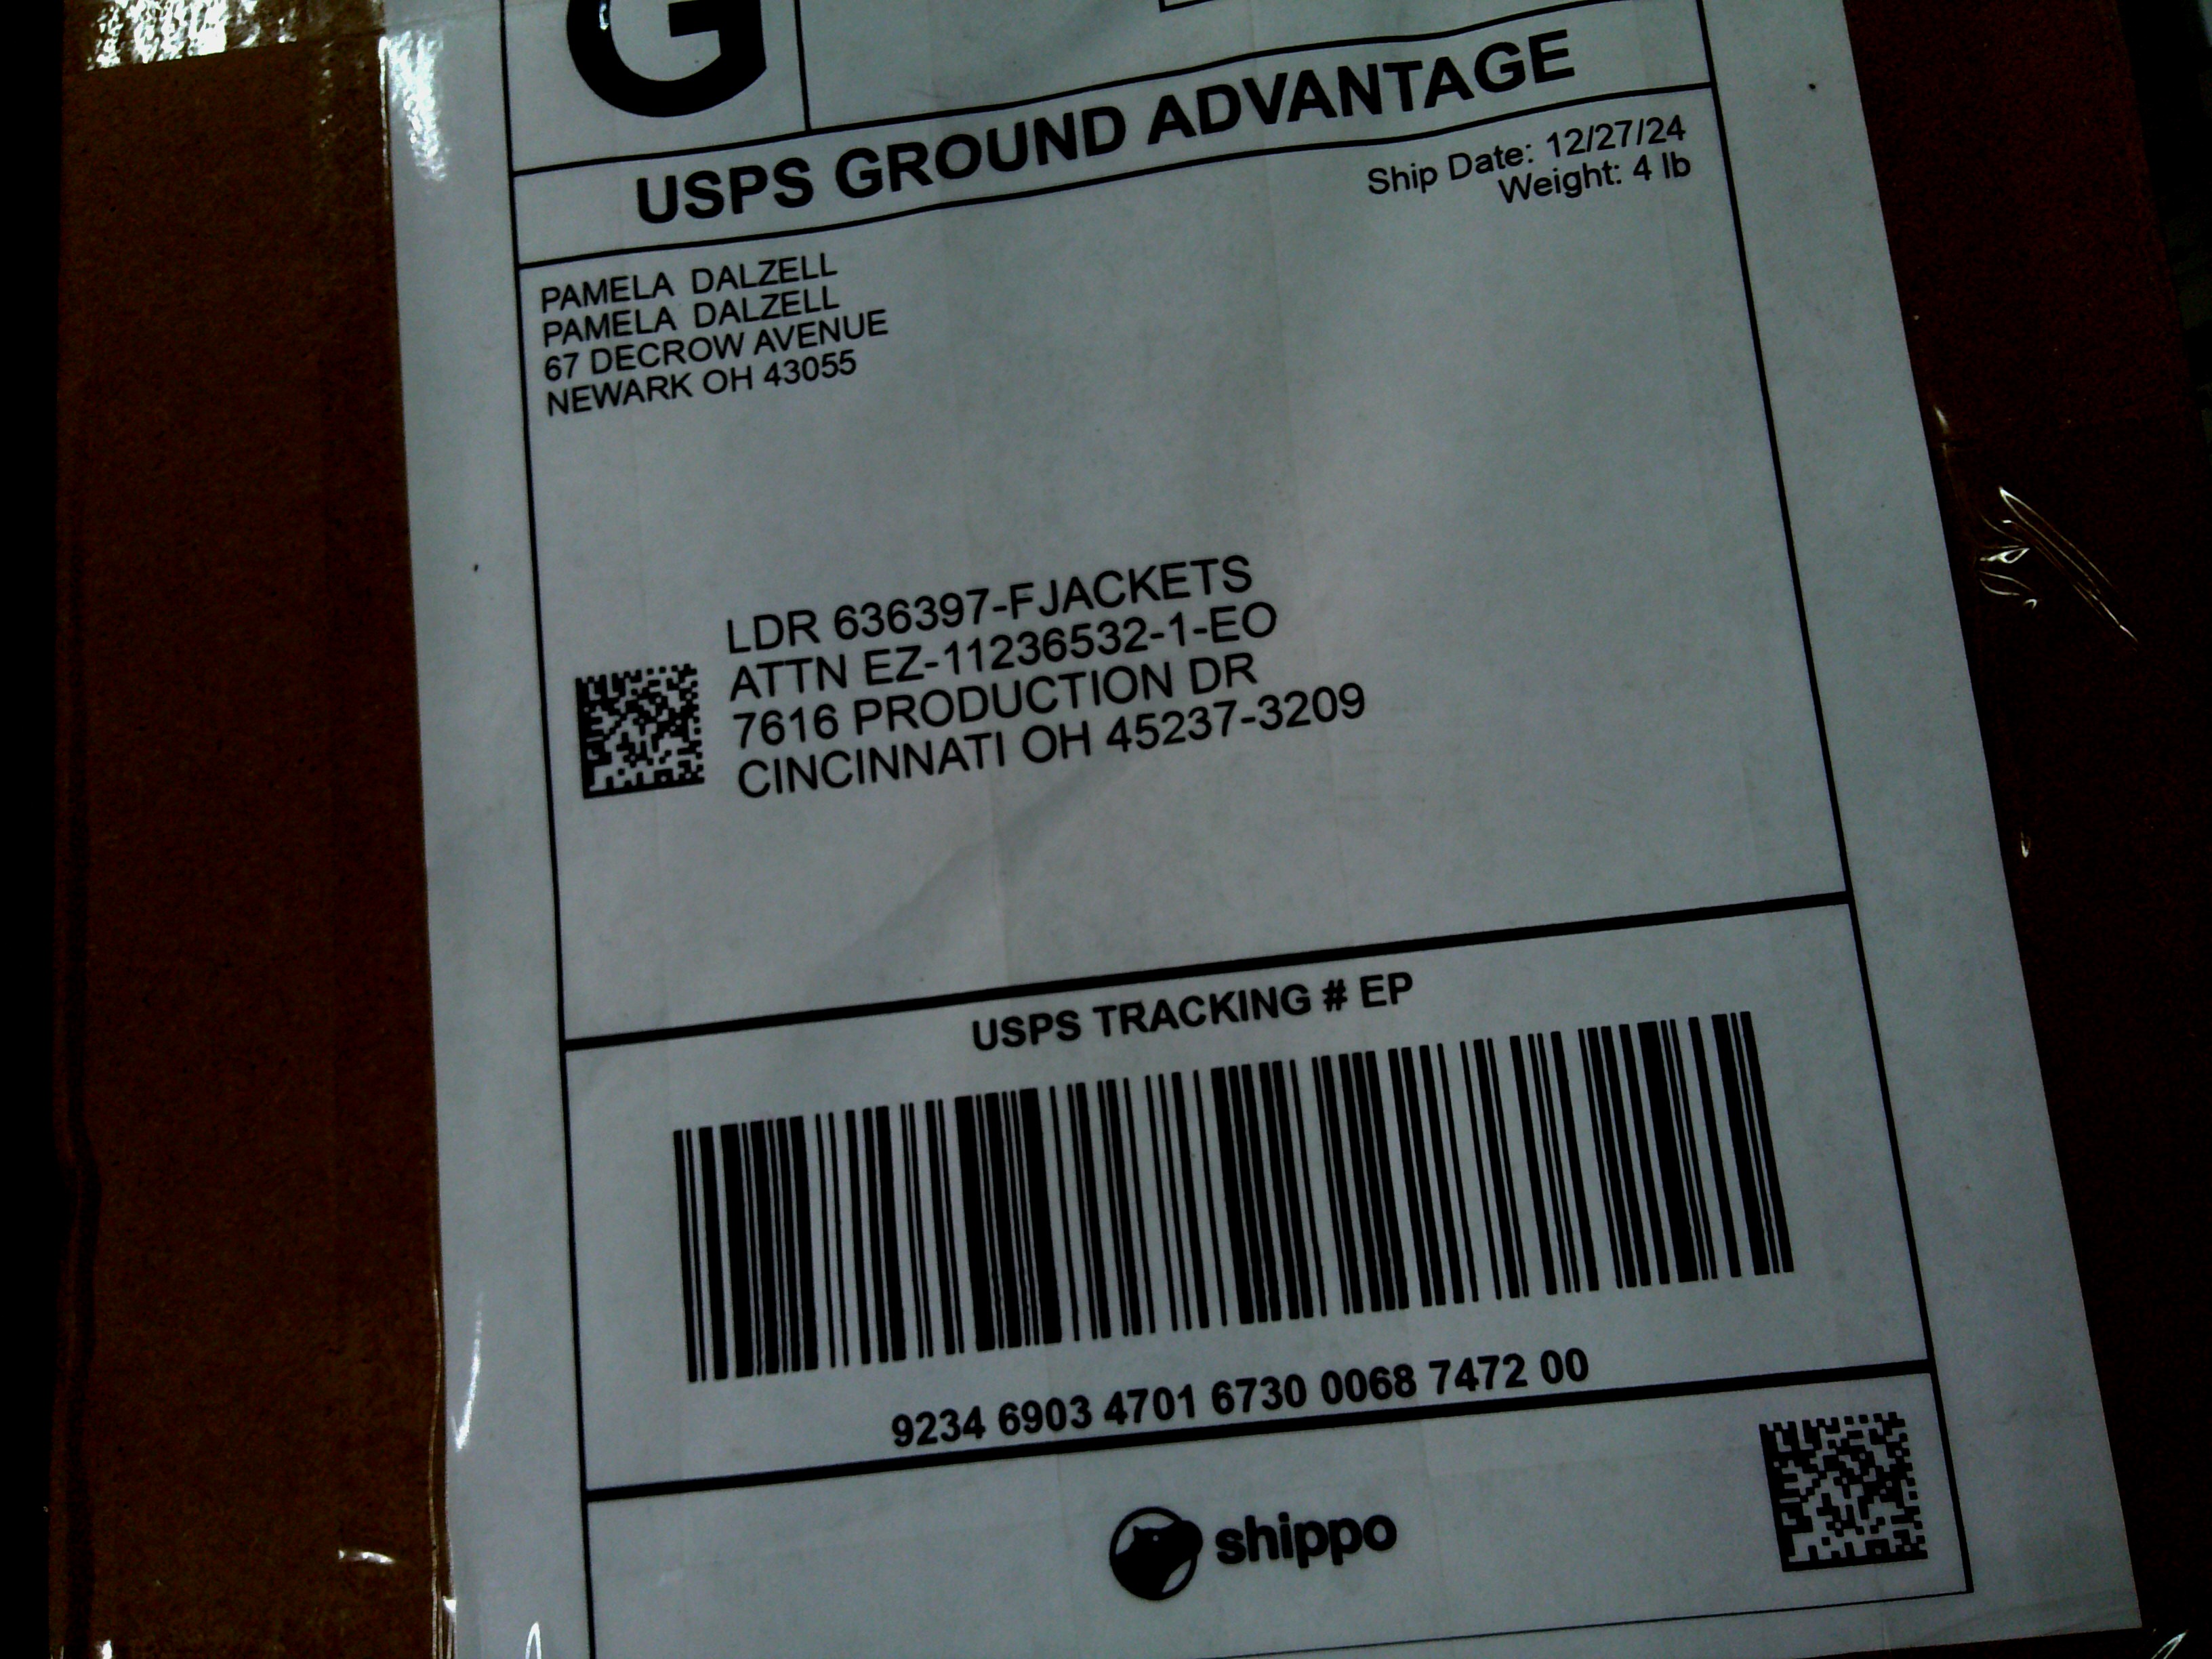 G
USPS GROUND ADVANTAGE
Ship Date: 12/27/24
Weight: 4 lb
PAMELA DALZELL
PAMELA DALZELL
67 DECROW AVENUE
NEWARK OH 43055
LDR 636397-FJACKETS
ATTN EZ-11236532-1-EO
7616 PRODUCTION DR
CINCINNATI OH 45237-3209
USPS TRACKING # EP
9234 6903 4701 6730 0068 7472 00
shippo